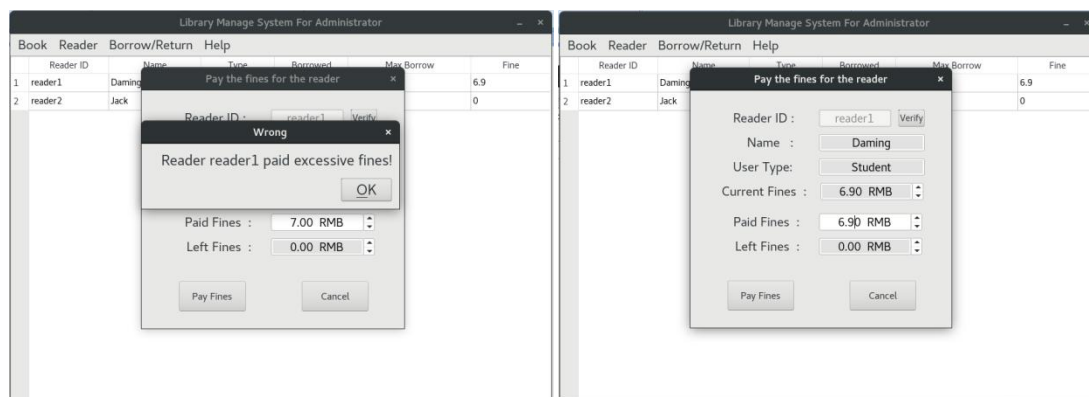 Library Manage System For Administrator
Book Reader Borrow/Return Help
Reader ID Name Type Borrowed Max Borrow Fine
1 reader1 Daming 6.9
2 reader2 Jack 0
Pay the fines for the reader
Reader ID : reader1 Verify
Wrong
Reader reader1 paid excessive fines!
OK
Paid Fines : 7.00 RMB
Left Fines : 0.00 RMB
Pay Fines Cancel
Library Manage System For Administrator
Book Reader Borrow/Return Help
Reader ID Name Type Borrowed Max Borrow Fine
1 reader1 Daming 6.9
2 reader2 Jack 0
Pay the fines for the reader
Reader ID : reader1 Verify
Name : Daming
User Type: Student
Current Fines : 6.90 RMB
Paid Fines : 6.90 RMB
Left Fines : 0.00 RMB
Pay Fines Cancel